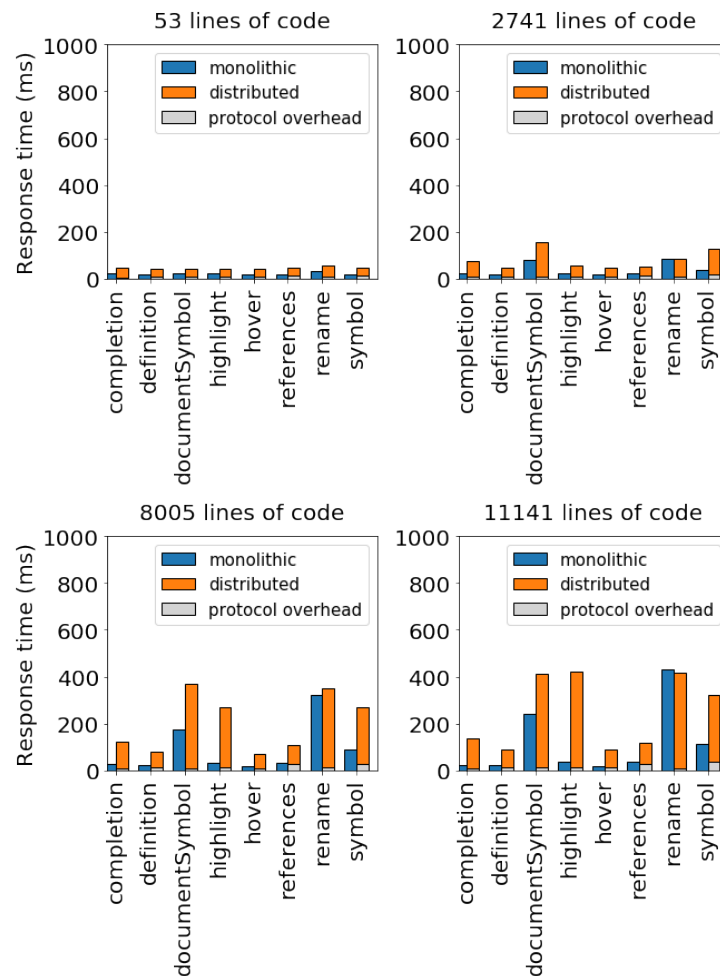 53 lines of code
Response time (ms)
1000
800
600
400
200
0
monolithic
distributed
protocol overhead
completion
definition
documentSymbol
highlight
hover
references
rename
symbol
2741 lines of code
1000
800
600
400
200
0
monolithic
distributed
protocol overhead
completion
definition
documentSymbol
highlight
hover
references
rename
symbol
8005 lines of code
Response time (ms)
1000
800
600
400
200
0
monolithic
distributed
protocol overhead
completion
definition
documentSymbol
highlight
hover
references
rename
symbol
11141 lines of code
1000
800
600
400
200
0
monolithic
distributed
protocol overhead
completion
definition
documentSymbol
highlight
hover
references
rename
symbol